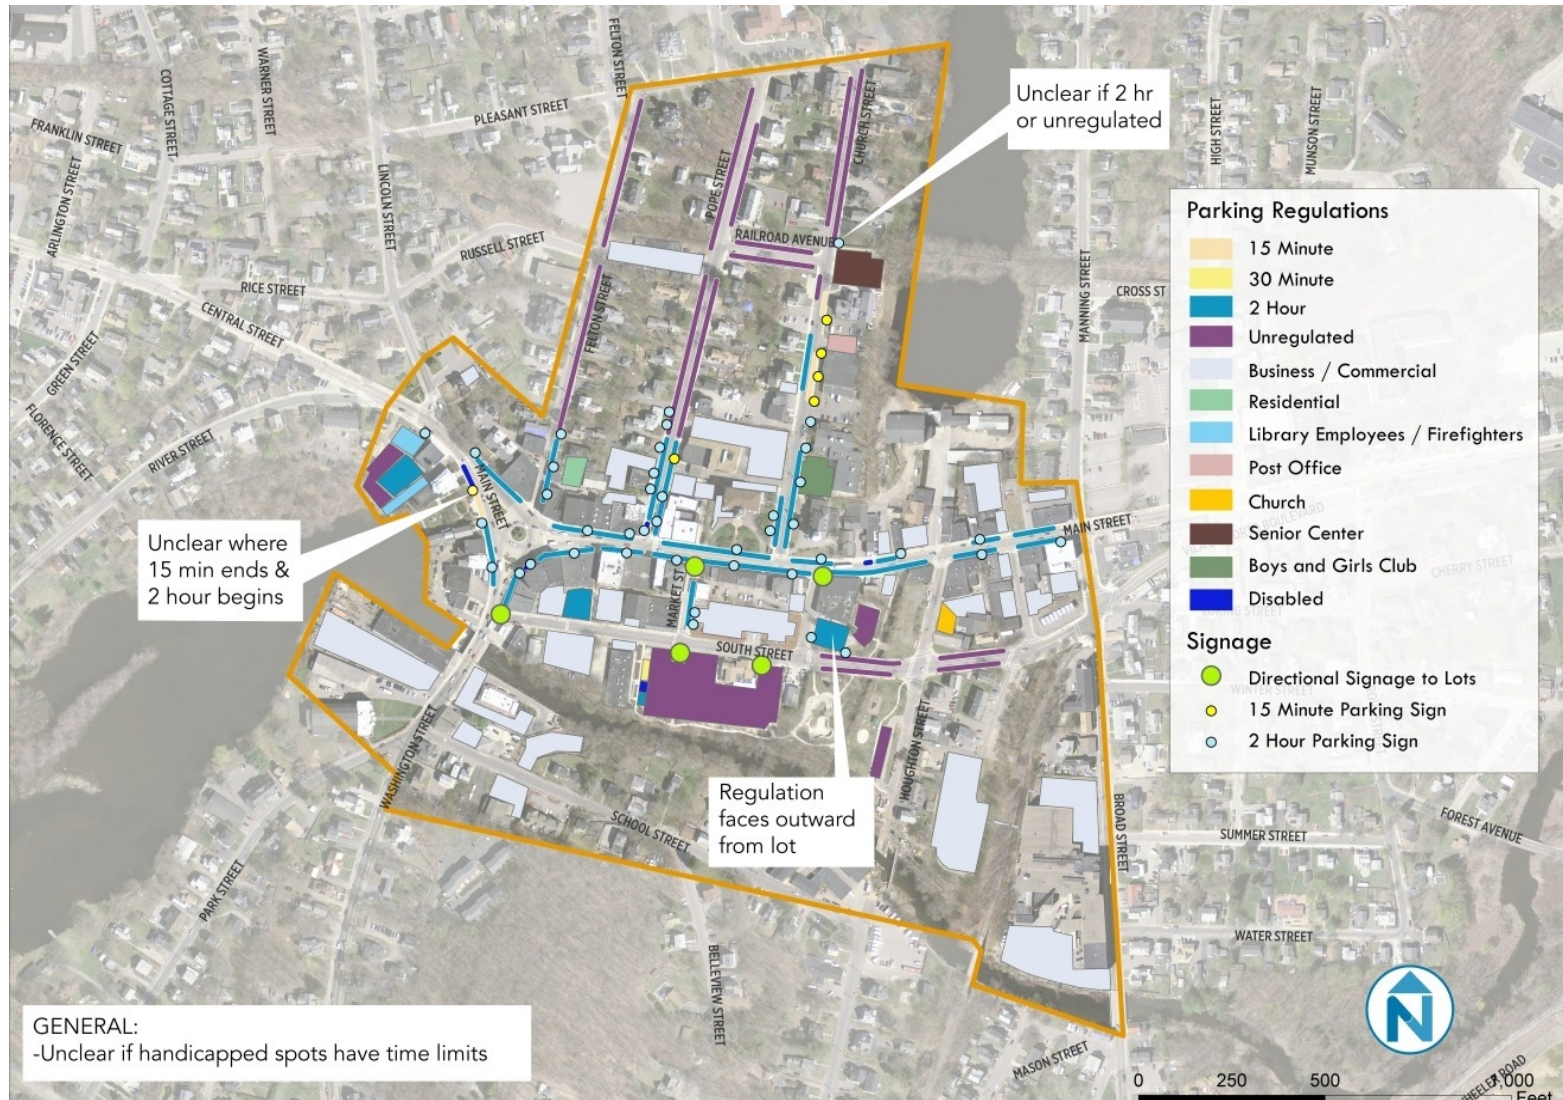 FELTON STREET
WARNER STREET
COTTAGE STREET
PLEASANT STREET
FRANKLIN STREET
ARLINGTON STREET
LINCOLN STREET
POPE STREET
CHURCH STREET
HIGH STREET
MUNSON STREET
Unclear if 2 hr
or unregulated
RAILROAD AVENUE
RUSSELL STREET
RICE STREET
CENTRAL STREET
GREEN STREET
FLORENCE STREET
RIVER STREET
FELTON STREET
MANNING STREET
CROSS ST
MAIN STREET
MAIN STREET
Unclear where
15 min ends &
2 hour begins
MARKET ST
SOUTH STREET
CHERRY STREET
WINTER STREET
WASHINGTON STREET
HOUGHTON STREET
SCHOOL STREET
Regulation
faces outward
from lot
BROAD STREET
SUMMER STREET
FOREST AVENUE
PARK STREET
BELLEVIEW STREET
WATER STREET
MASON STREET
Parking Regulations
15 Minute
30 Minute
2 Hour
Unregulated
Business / Commercial
Residential
Library Employees / Firefighters
Post Office
Church
Senior Center
Boys and Girls Club
Disabled
Signage
Directional Signage to Lots
15 Minute Parking Sign
2 Hour Parking Sign
GENERAL:
-Unclear if handicapped spots have time limits
N
0 250 500 1,000
Feet
WHEELER ROAD